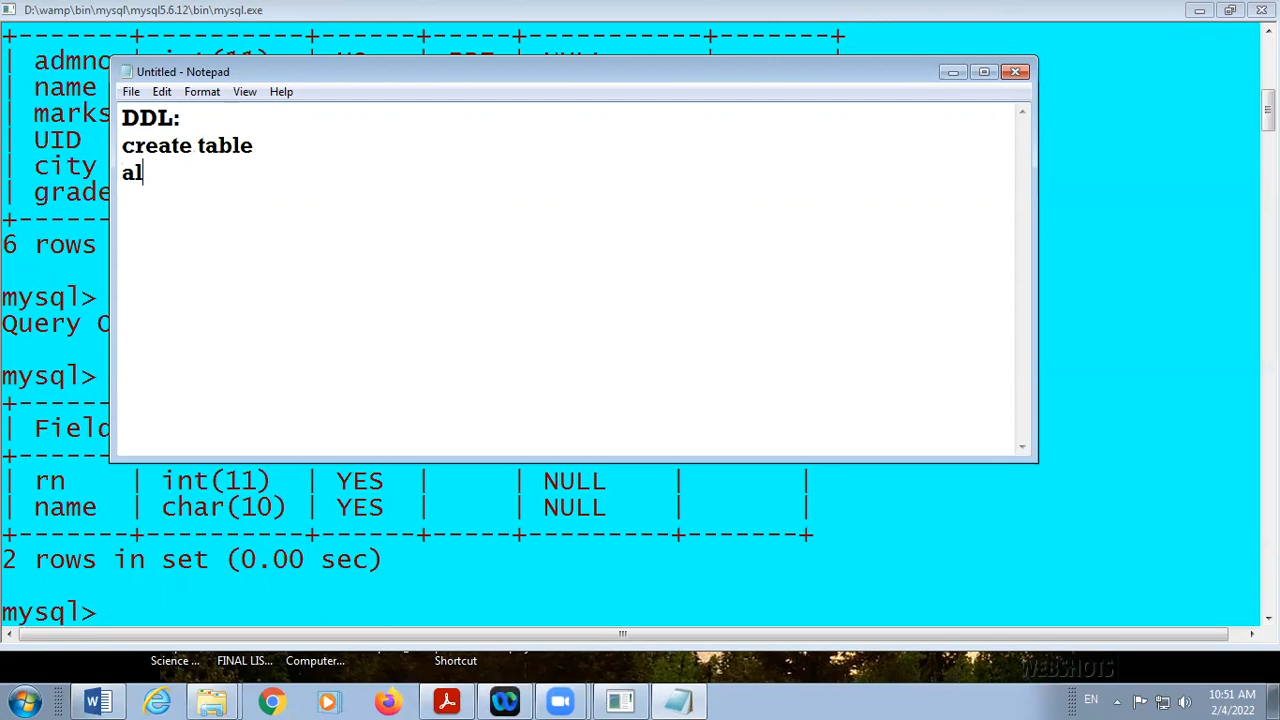 D:\wamp\bin\mysql\mysql5.6.12\bin\mysql.exe
+-------+----------+------+-----+-----------+-------+
| admno
Untitled - Notepad
File Edit Format View Help
DDL:
create table
al
| name
| marks
| UID
| city
| grade
+------
6 rows
mysql>
Query O
mysql>
+------
| Field
+------
| rn | int(11) | YES | | NULL | |
| name | char(10) | YES | | NULL | |
+-------+----------+------+-----+---------+-------+
2 rows in set (0.00 sec)
mysql>
Science ... FINAL LIS... Computer... Shortcut
WEBSHOTS
EN 10:51 AM
2/4/2022